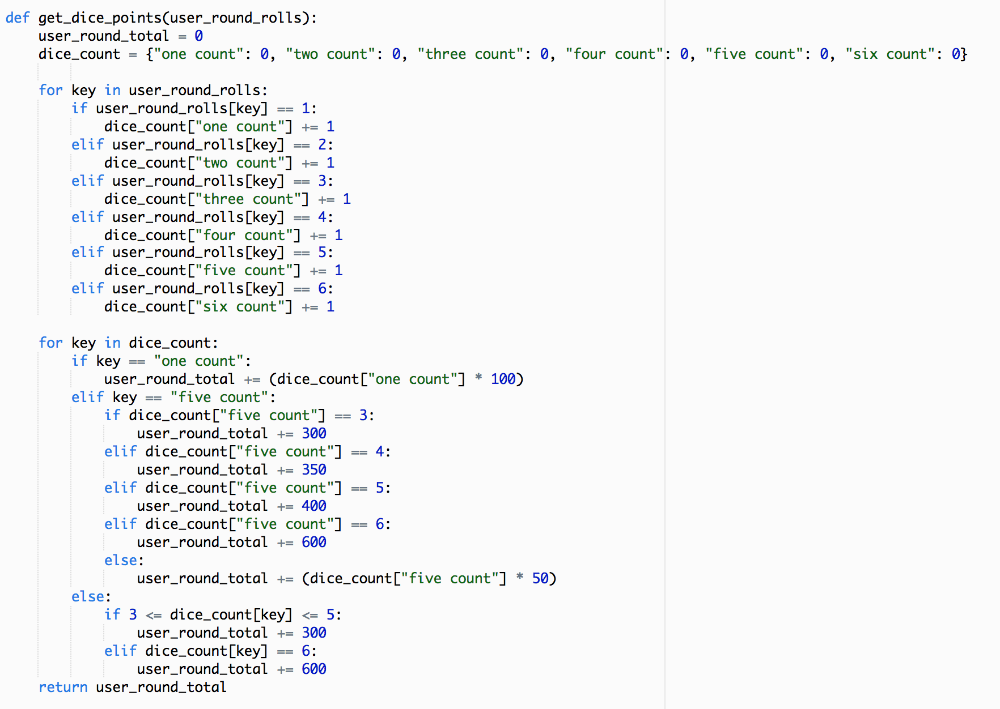 def get_dice_points(user_round_rolls):
    user_round_total = 0
    dice_count = {"one count": 0, "two count": 0, "three count": 0, "four count": 0, "five count": 0, "six count": 0}

    for key in user_round_rolls:
        if user_round_rolls[key] == 1:
            dice_count["one count"] += 1
        elif user_round_rolls[key] == 2:
            dice_count["two count"] += 1
        elif user_round_rolls[key] == 3:
            dice_count["three count"] += 1
        elif user_round_rolls[key] == 4:
            dice_count["four count"] += 1
        elif user_round_rolls[key] == 5:
            dice_count["five count"] += 1
        elif user_round_rolls[key] == 6:
            dice_count["six count"] += 1

    for key in dice_count:
        if key == "one count":
            user_round_total += (dice_count["one count"] * 100)
        elif key == "five count":
            if dice_count["five count"] == 3:
                user_round_total += 300
            elif dice_count["five count"] == 4:
                user_round_total += 350
            elif dice_count["five count"] == 5:
                user_round_total += 400
            elif dice_count["five count"] == 6:
                user_round_total += 600
            else:
                user_round_total += (dice_count["five count"] * 50)
        else:
            if 3 <= dice_count[key] <= 5:
                user_round_total += 300
            elif dice_count[key] == 6:
                user_round_total += 600
    return user_round_total